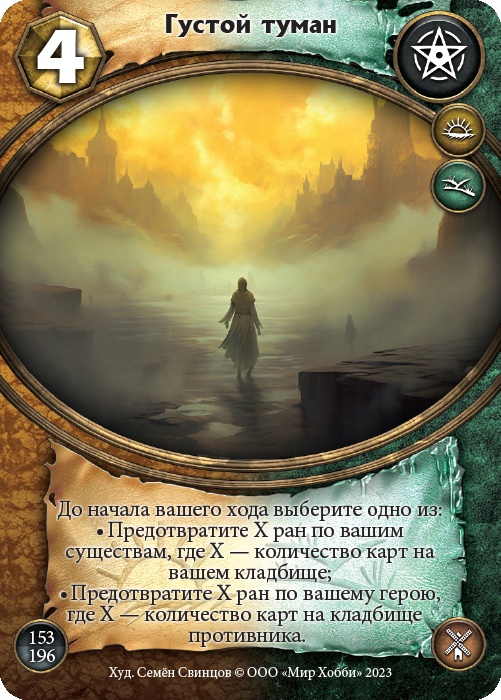 4
Густой туман
До начала вашего хода выберите одно из:
• Предотвратите X ран по вашим
существам, где X — количество карт на
вашем кладбище;
• Предотвратите X ран по вашему герою,
где X — количество карт на кладбище
противника.
153
196
Худ. Семён Свинцов © ООО «Мир Хобби» 2023